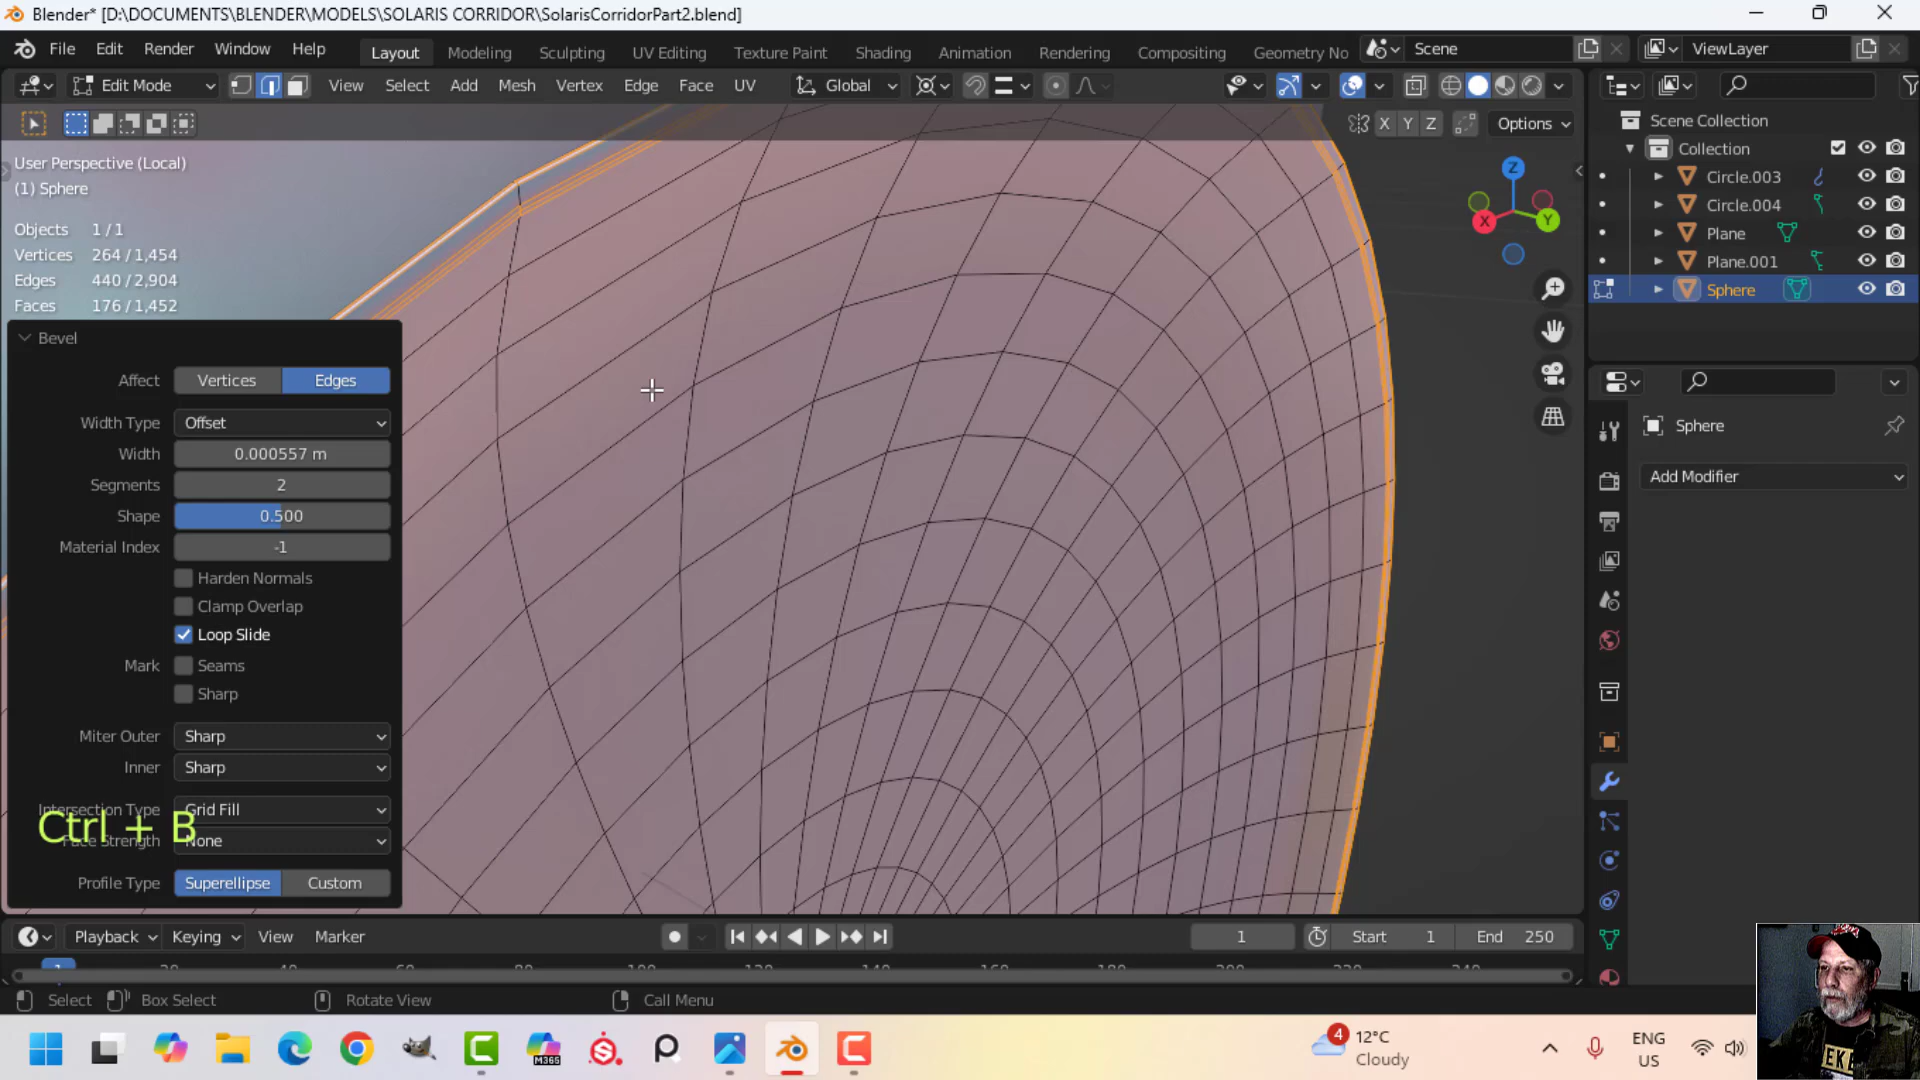 Blender* [D:\DOCUMENTS\BLENDER\MODELS\SOLARIS CORRIDOR\SolarisCorridorPart2.blend]
File Edit Render Window Help Layout Modeling Sculpting UV Editing Texture Paint Shading Animation Rendering Compositing Geometry No Scene ViewLayer
Edit Mode View Select Add Mesh Vertex Edge Face UV Global
X Y Z Options
User Perspective (Local)
(1) Sphere
Objects 1/1
Vertices 264/1,454
Edges 440/2,904
Faces 176/1,452
Z
X Y
Scene Collection
Collection
Circle.003
Circle.004
Plane
Plane.001
Sphere
Sphere
Add Modifier
Bevel
Affect Vertices Edges
Width Type Offset
Width 0.000557 m
Segments 2
Shape 0.500
Material Index -1
Harden Normals
Clamp Overlap
Loop Slide
Mark Seams
Sharp
Miter Outer Sharp
Inner Sharp
Intersection Type Grid Fill
Ctrl + B
Face Strength None
Profile Type Superellipse Custom
Playback Keying View Marker 1 Start 1 End 250
1
Select Box Select Rotate View Call Menu
M365
4
12°C
Cloudy
ENG
US